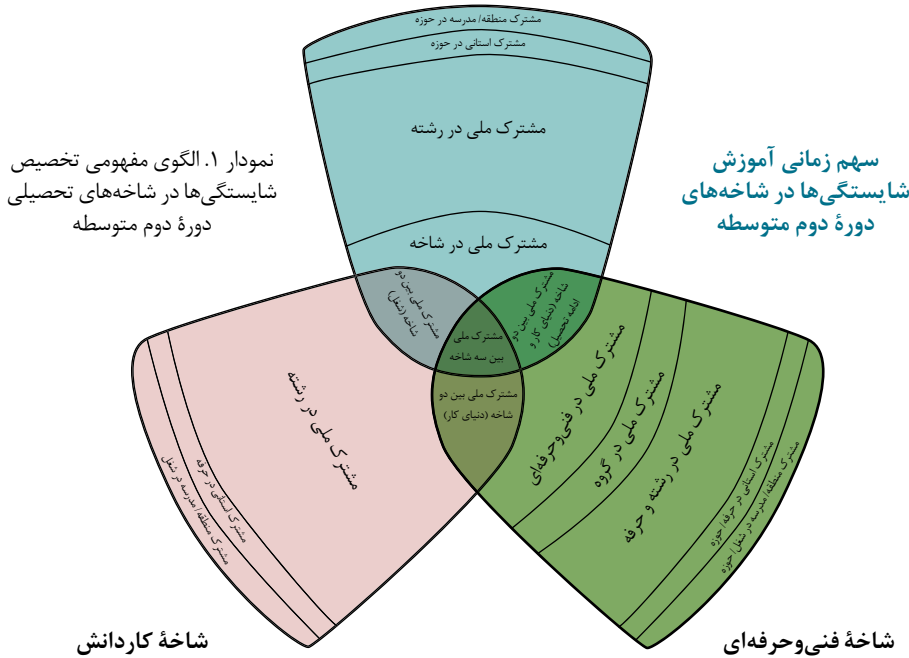 مشترک منطقه/ مدرسه در حوزه
مشترک استانی در حوزه
مشترک ملی در رشته
مشترک ملی در شاخه
سهم زمانی آموزش
شایستگی‌ها در شاخه‌های
دورهٔ دوم متوسطه
نمودار ۱. الگوی مفهومی تخصیص
شایستگی‌ها در شاخه‌های تحصیلی
دورهٔ دوم متوسطه
مشترک ملی بین دو
شاخه (دنیای کار و
ادامه تحصیل)
مشترک ملی بین دو
شاخه (شغل)
مشترک ملی
بین سه شاخه
مشترک ملی بین دو
شاخه (دنیای کار)
مشترک ملی در فنی‌وحرفه‌ای
مشترک ملی در گروه
مشترک ملی در رشته و حرفه
مشترک استانی در حرفه/ حوزه
مشترک منطقه/ مدرسه در شغل/ حوزه
مشترک ملی در رشته
مشترک استانی در حرفه
مشترک منطقه/ مدرسه در شغل
شاخهٔ فنی‌وحرفه‌ای
شاخهٔ کاردانش